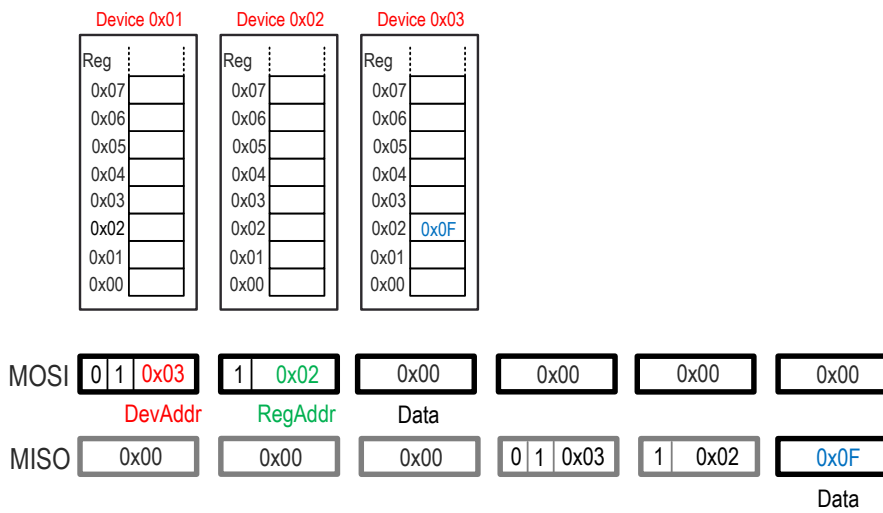 Device 0x01 Device 0x02 Device 0x03
Reg Reg Reg
0x07 0x07 0x07
0x06 0x06 0x06
0x05 0x05 0x05
0x04 0x04 0x04
0x03 0x03 0x03
0x02 0x02 0x02 0x0F
0x01 0x01 0x01
0x00 0x00 0x00
MOSI 0 1 0x03 1 0x02 0x00 0x00 0x00 0x00
DevAddr RegAddr Data
MISO 0x00 0x00 0x00 0 1 0x03 1 0x02 0x0F
Data